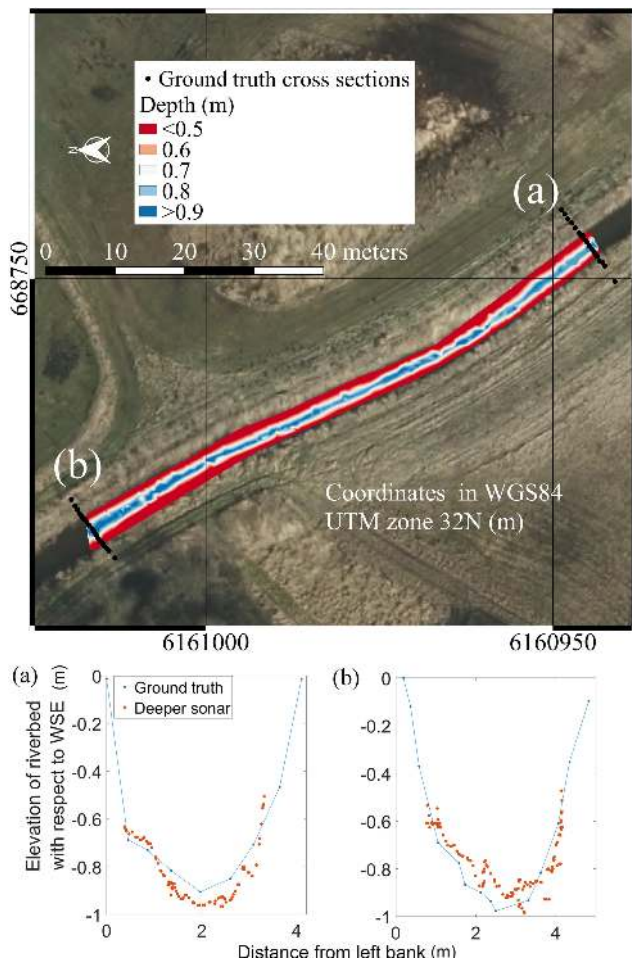 • Ground truth cross sections
Depth (m)
<0.5
0.6
0.7
0.8
>0.9
N
(a)
0 10 20 30 40 meters
668750
(b)
Coordinates in WGS84
UTM zone 32N (m)
6161000 6160950
(a)
Ground truth
Deeper sonar
0
-0.2
-0.4
-0.6
-0.8
-1
0 2 4
Elevation of riverbed
with respect to WSE (m)
(b)
0
-0.2
-0.4
-0.6
-0.8
-1
0 2 4
Distance from left bank (m)